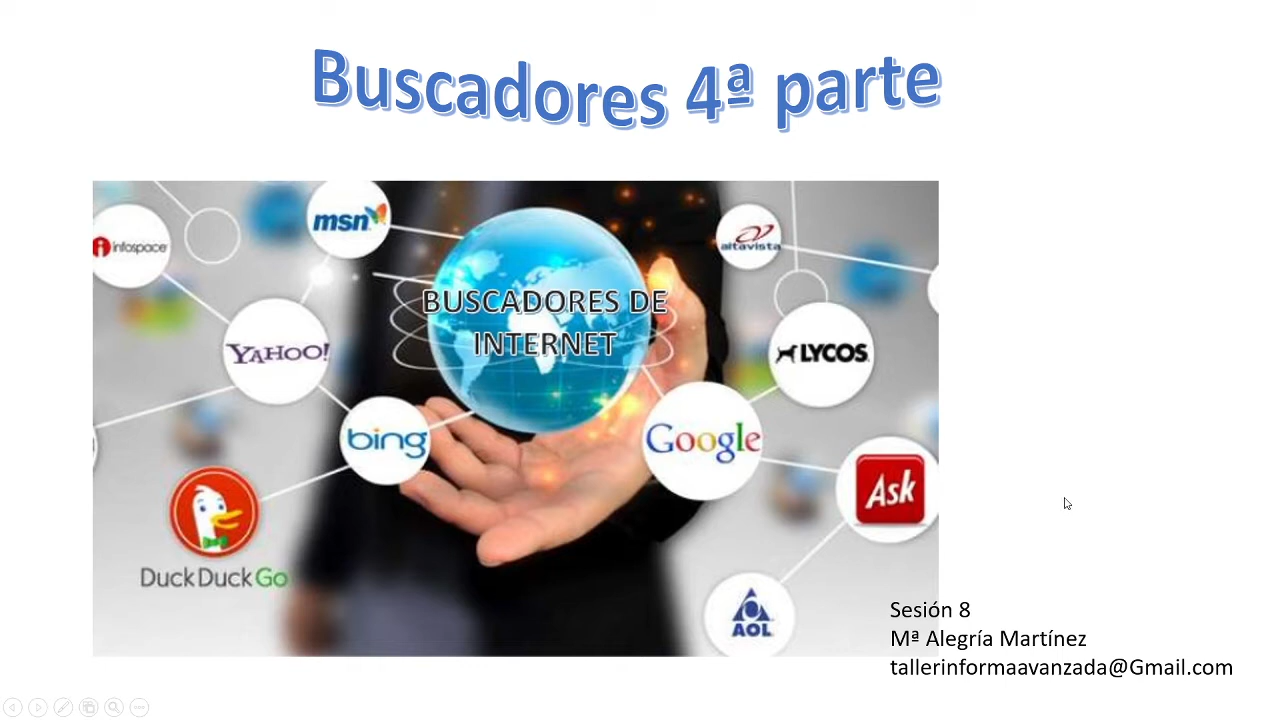 Buscadores 4ª parte
msn
infospace
altavista
BUSCADORES DE
INTERNET
YAHOO!
LYCOS
bing
Google
Ask
DuckDuckGo
AOL
Sesión 8
Mª Alegría Martínez
tallerinformaavanzada@Gmail.com